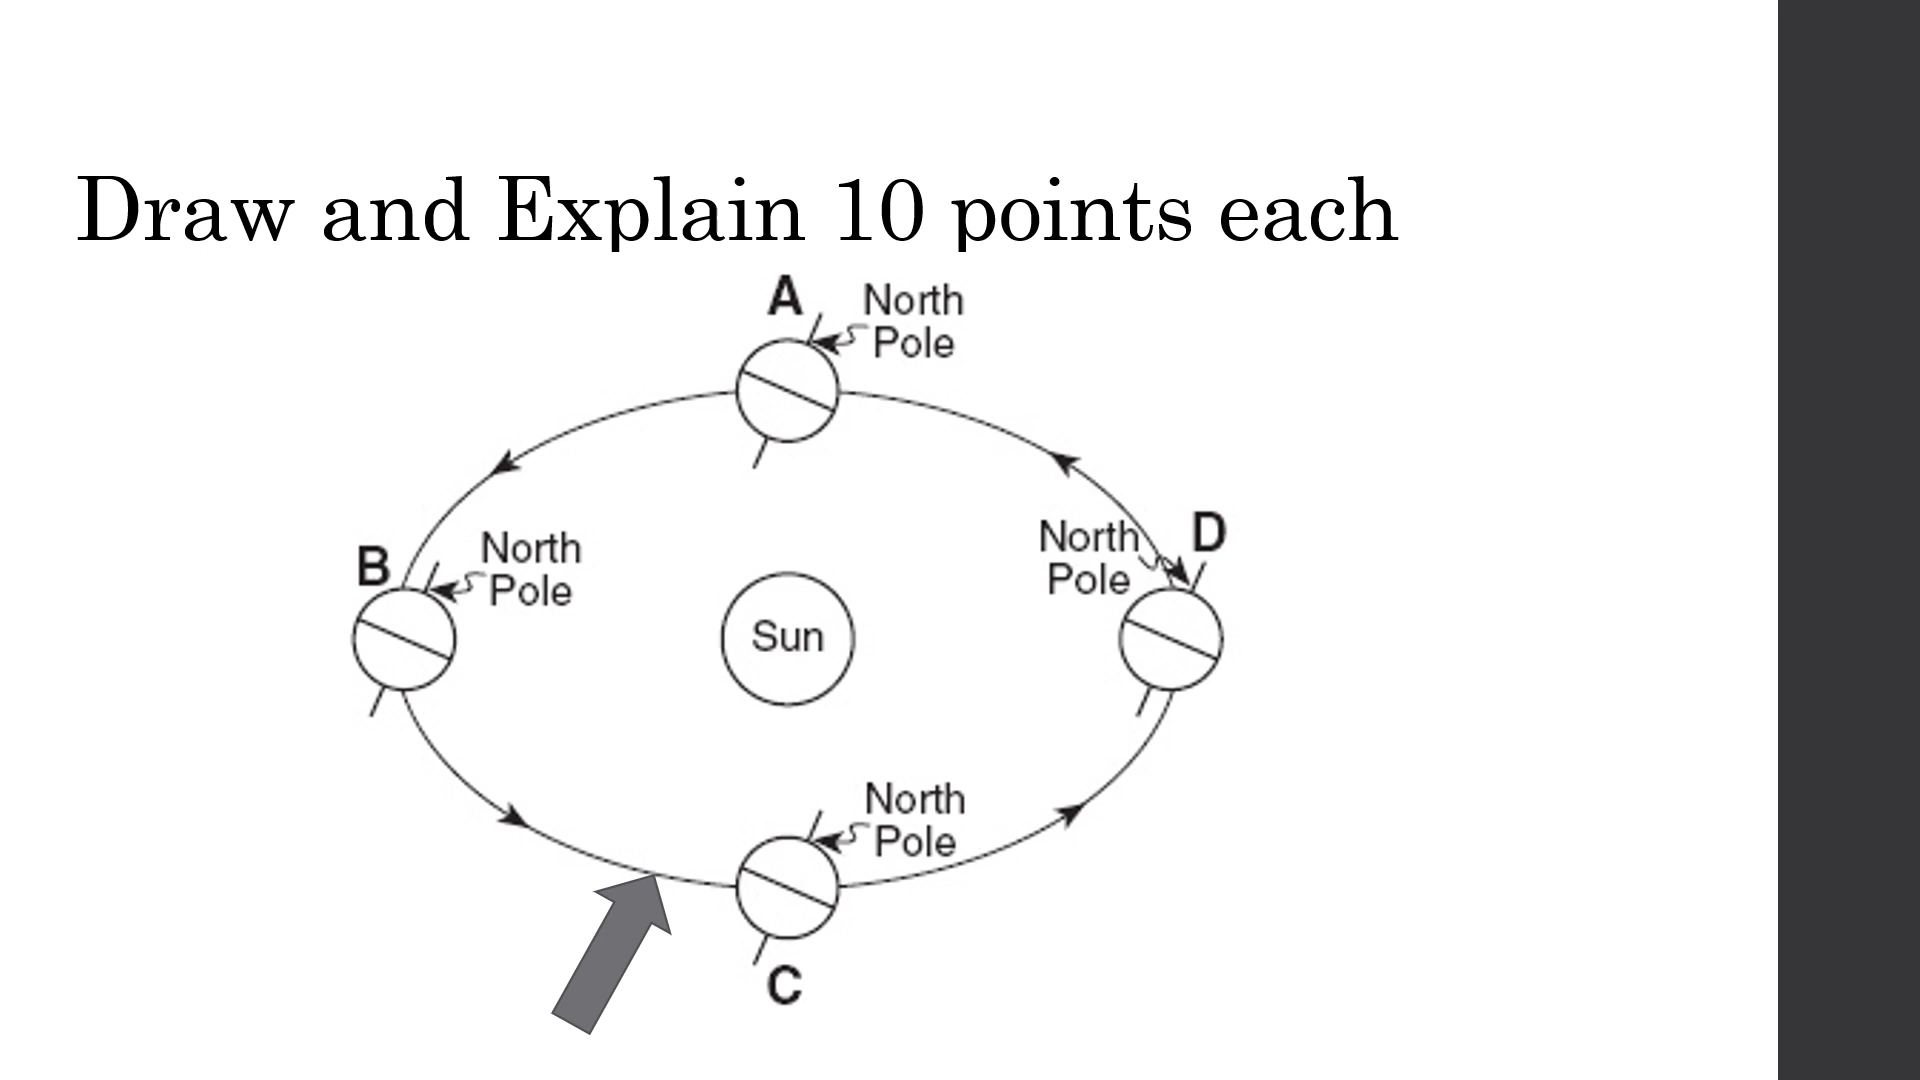 Draw and Explain 10 points each
A
North
Pole
B
North
Pole
Sun
North
Pole
D
North
Pole
C